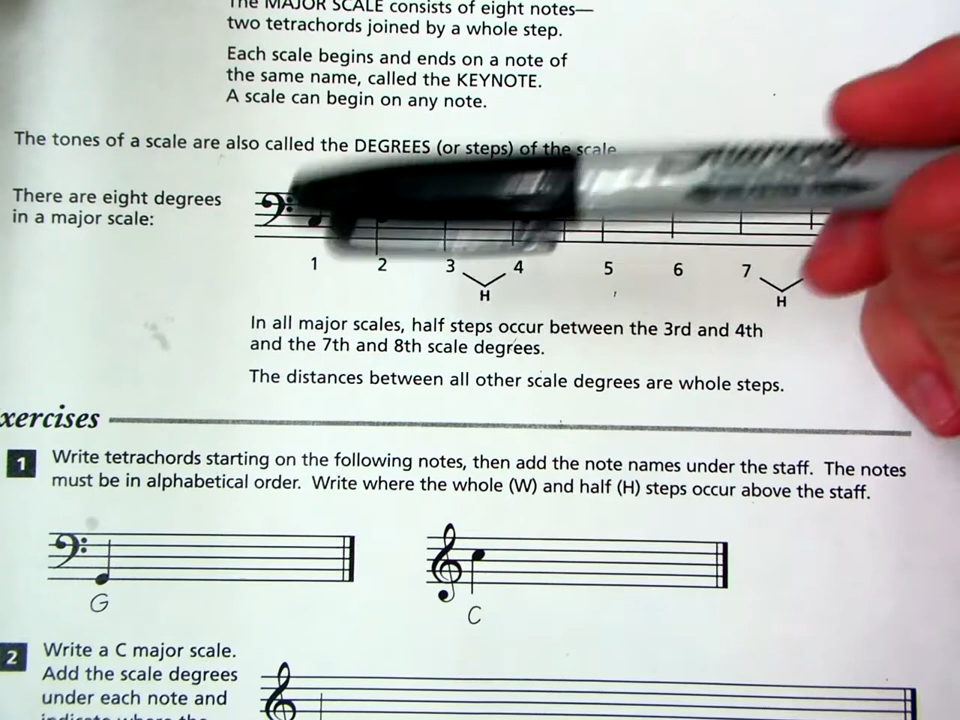 The MAJOR SCALE consists of eight notes—
two tetrachords joined by a whole step.
Each scale begins and ends on a note of
the same name, called the KEYNOTE.
A scale can begin on any note.
The tones of a scale are also called the DEGREES (or steps) of the scale
There are eight degrees
in a major scale:
1 2 3 4 5 6 7
H H
In all major scales, half steps occur between the 3rd and 4th
and the 7th and 8th scale degrees.
The distances between all other scale degrees are whole steps.
xercises
1 Write tetrachords starting on the following notes, then add the note names under the staff. The notes
must be in alphabetical order. Write where the whole (W) and half (H) steps occur above the staff.
G C
2 Write a C major scale.
Add the scale degrees
under each note and
indicate where the